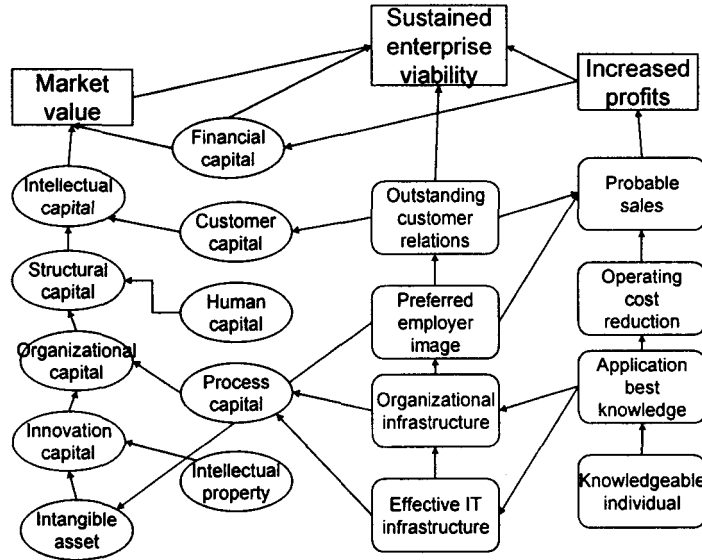 Sustained
enterprise
viability
Market
value
Increased
profits
Financial
capital
Intellectual
capital
Customer
capital
Outstanding
customer
relations
Probable
sales
Structural
capital
Human
capital
Preferred
employer
image
Operating
cost
reduction
Organizational
capital
Process
capital
Organizational
infrastructure
Application
best
knowledge
Innovation
capital
Intellectual
property
Effective IT
infrastructure
Knowledgeable
individual
Intangible
asset